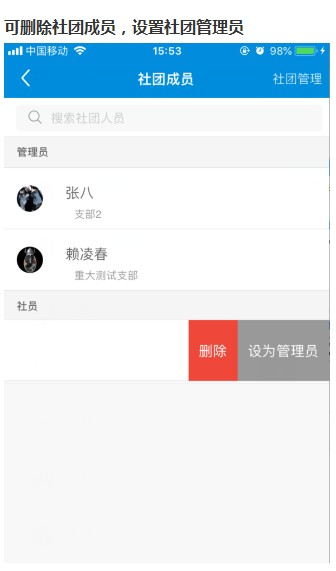 可删除社团成员，设置社团管理员
中国移动 15:53 98%
社团成员 社团管理
搜索社团人员
管理员
张八
支部2
赖凌春
重大测试支部
社员
删除 设为管理员